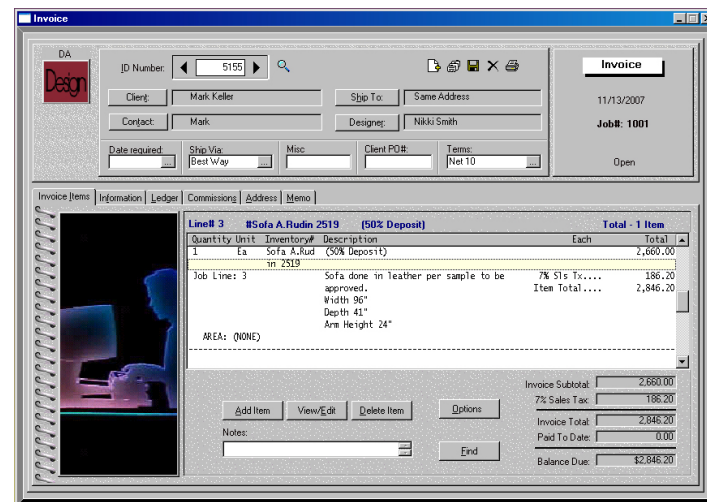 Invoice
DA
Design
ID Number: 5155
Invoice
Client: Mark Keller
Ship To: Same Address
11/13/2007
Contact: Mark
Designer: Nikki Smith
Job#: 1001
Date required: Ship Via: Misc Client PO#: Terms:
... Best Way ... Net 10 ...
Open
Invoice Items Information Ledger Commissions Address Memo
Line# 3 #Sofa A.Rudin 2519 (50% Deposit) Total - 1 Item
Quantity Unit Inventory# Description Each Total
1 Ea Sofa A.Rud (50% Deposit) 2,660.00
in 2519
Job Line: 3 Sofa done in leather per sample to be 7% Sls Tx.... 186.20
approved. Item Total.... 2,846.20
Width 96"
Depth 41"
Arm Height 24"
AREA: (NONE)
Invoice Subtotal: 2,660.00
7% Sales Tax: 186.20
Add Item View/Edit Delete Item Options
Invoice Total: 2,846.20
Notes:
Paid To Date: 0.00
Find
Balance Due: $2,846.20